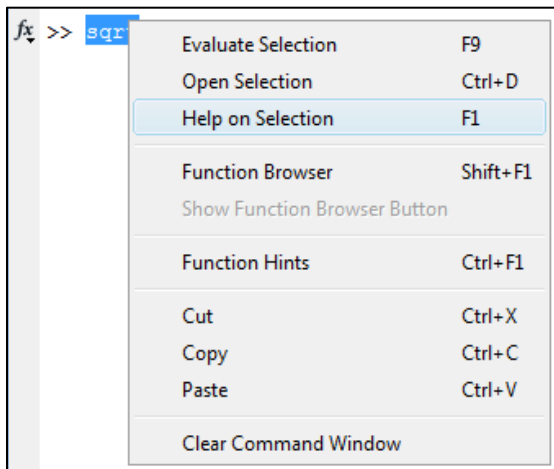 fx >> sqr
Evaluate Selection F9
Open Selection Ctrl+D
Help on Selection F1
Function Browser Shift+F1
Show Function Browser Button
Function Hints Ctrl+F1
Cut Ctrl+X
Copy Ctrl+C
Paste Ctrl+V
Clear Command Window